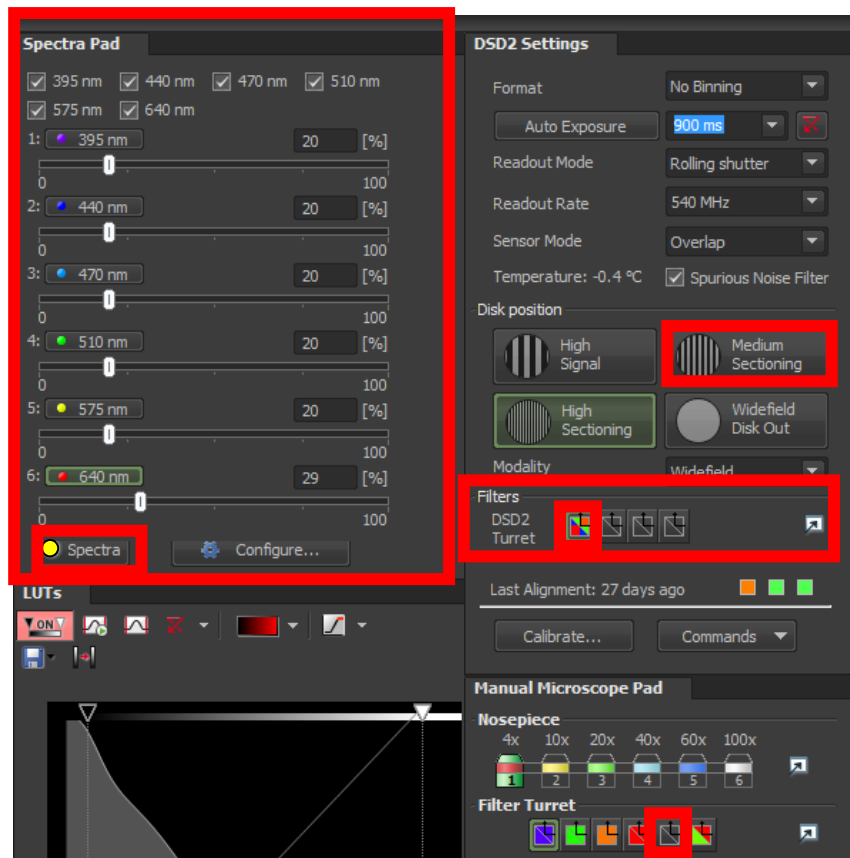 Spectra Pad
395 nm 440 nm 470 nm 510 nm
575 nm 640 nm
1: 395 nm 20 [%]
0 100
2: 440 nm 20 [%]
0 100
3: 470 nm 20 [%]
0 100
4: 510 nm 20 [%]
0 100
5: 575 nm 20 [%]
0 100
6: 640 nm 29 [%]
0 100
Spectra Configure...
LUTs
ON
DSD2 Settings
Format No Binning
Auto Exposure 900 ms
Readout Mode Rolling shutter
Readout Rate 540 MHz
Sensor Mode Overlap
Temperature: -0.4 °C Spurious Noise Filter
Disk position
High
Signal
Medium
Sectioning
High
Sectioning
Widefield
Disk Out
Modality Widefield
Filters
DSD2
Turret
Last Alignment: 27 days ago
Calibrate... Commands
Manual Microscope Pad
Nosepiece
4x 10x 20x 40x 60x 100x
1 2 3 4 5 6
Filter Turret